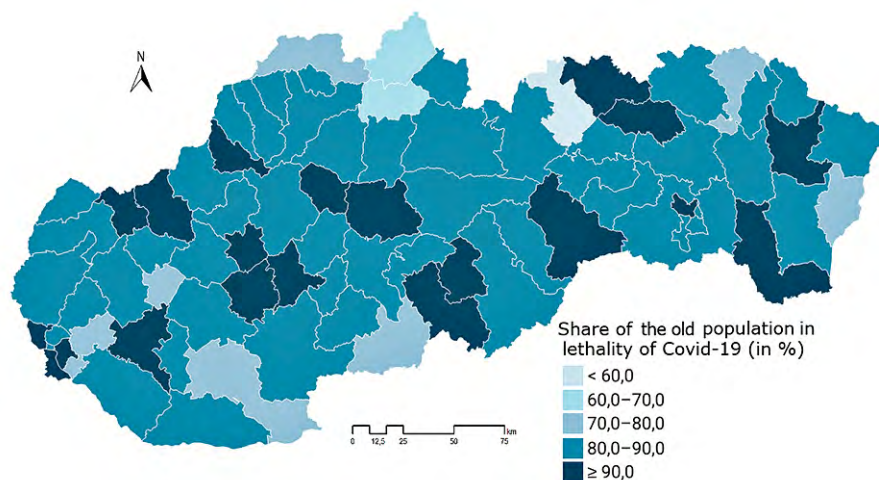 N
Share of the old population in
lethality of Covid-19 (in %)
< 60,0
60,0–70,0
70,0–80,0
80,0–90,0
≥ 90,0
km
0 12,5 25 50 75